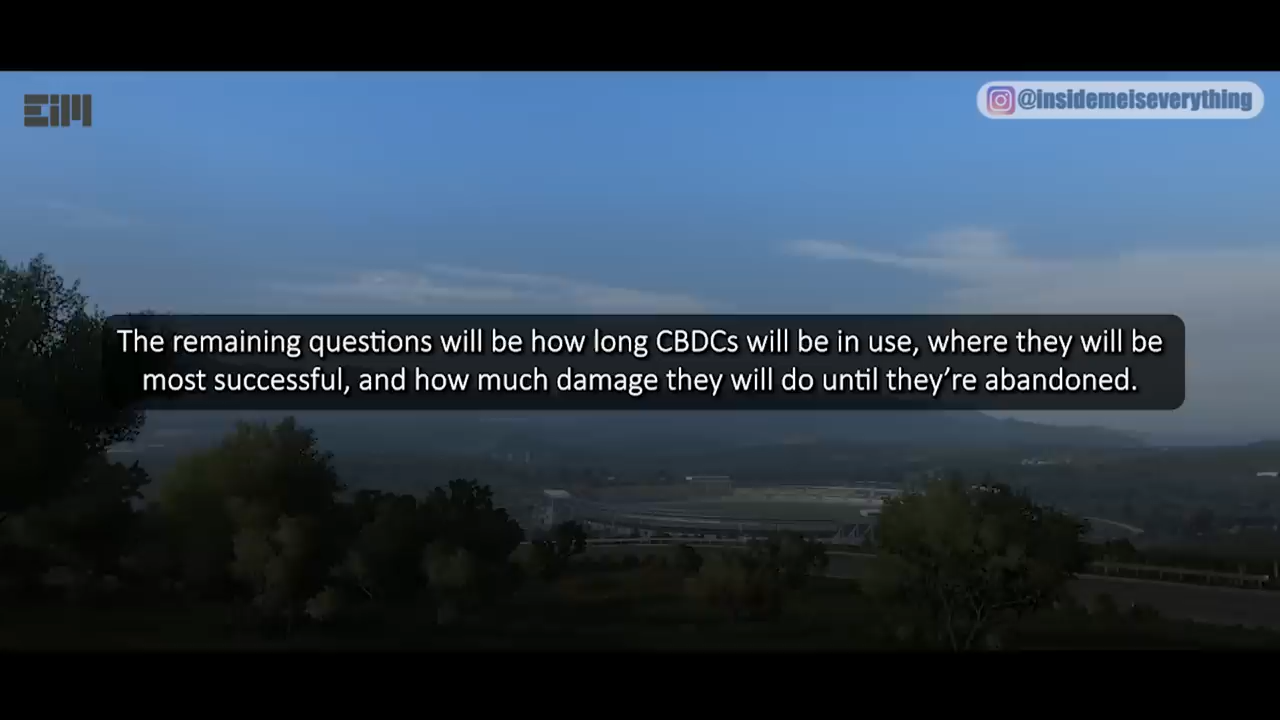 EiM
@insidemeiseverything
The remaining questions will be how long CBDCs will be in use, where they will be
most successful, and how much damage they will do until they're abandoned.